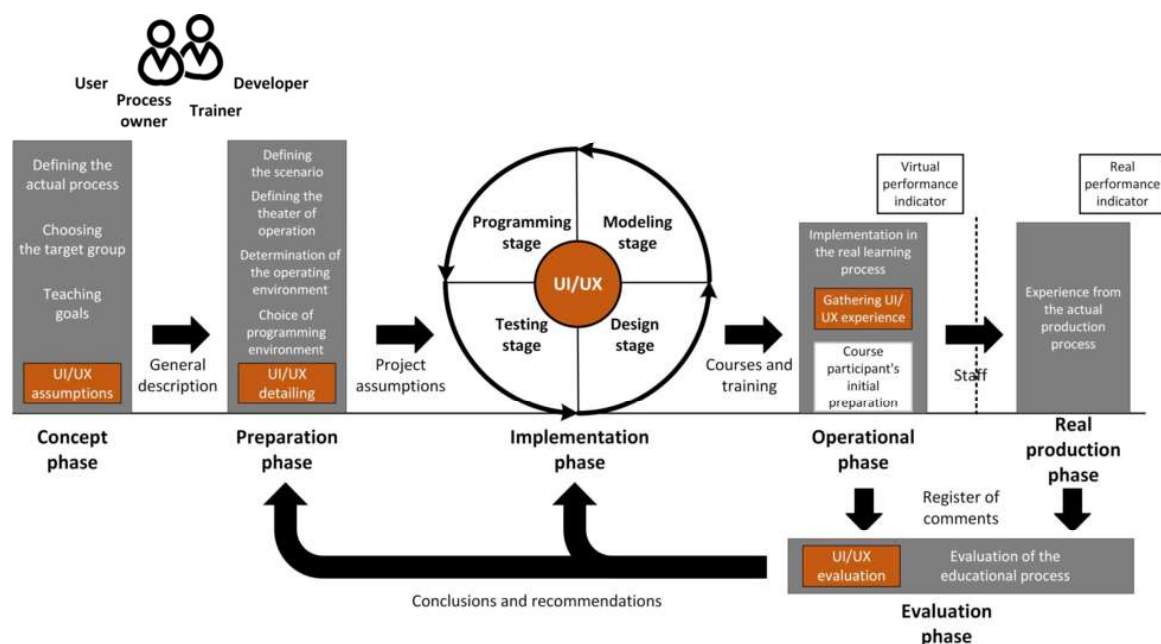 User
Developer
Process
owner
Trainer
Defining the
actual process
Choosing
the target group
Teaching
goals
UI/UX
assumptions
General
description
Defining
the scenario
Defining the
theater of
operation
Determination of
the operating
environment
Choice of
programming
environment
UI/UX
detailing
Project
assumptions
Programming
stage
Modeling
stage
UI/UX
Testing
stage
Design
stage
Courses and
training
Virtual
performance
indicator
Implementation in
the real learning
process
Gathering UI/
UX experience
Course
participant's
initial
preparation
Staff
Real
performance
indicator
Experience from
the actual
production
process
Concept
phase
Preparation
phase
Implementation
phase
Operational
phase
Real
production
phase
Register of
comments
UI/UX
evaluation
Evaluation of the
educational process
Conclusions and recommendations
Evaluation
phase